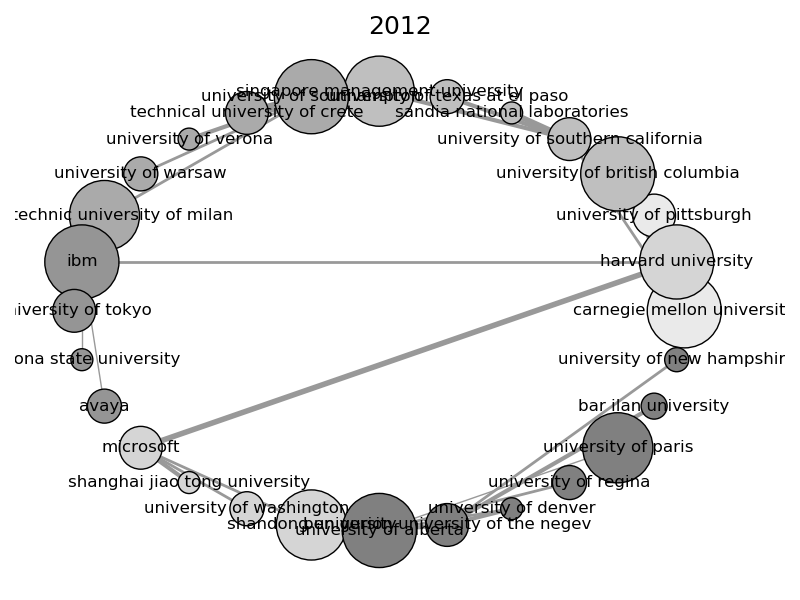 2012
singapore management university
university of southampton
university of texas at el paso
technical university of crete
sandia national laboratories
university of verona
university of southern california
university of warsaw
university of british columbia
technic university of milan
university of pittsburgh
ibm
harvard university
iversity of tokyo
carnegie mellon universit
ona state university
university of new hampshir
avaya
bar ilan university
microsoft
university of paris
shanghai jiao tong university
university of regina
university of washington
university of denver
shandong university
ben gurion university of the negev
university of alberta